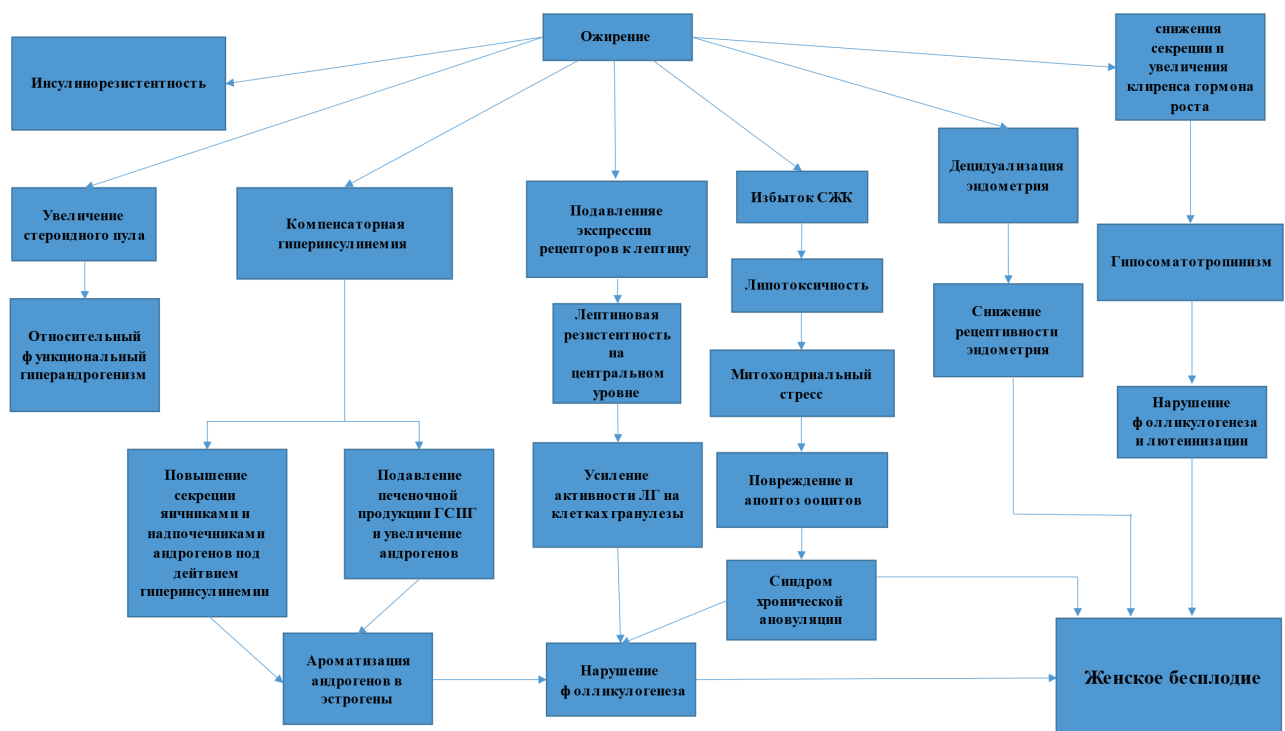 Ожирение
Инсулинорезистентность
снижения
секреции и
увеличения
клиренса гормона
роста
Увеличение
стероидного пула
Компенсаторная
гиперинсулинемия
Подавленияе
экспрессии
рецепторов к лептину
Избыток СЖК
Децидуализация
эндометрия
Гипосоматотропинизм
Липотоксичность
Относительный
функциональный
гиперандрогенизм
Лептиновая
резистентность
на
центральном
уровне
Снижение
рецептивности
эндометрия
Митохондриальный
стресс
Нарушение
фолликулогенеза
и лютеинизации
Повышение
секреции
яичниками и
надпочечниками
андрогенов под
дейтвием
гиперинсулинемии
Подавление
печеночной
продукции ГСПГ
и увеличение
андрогенов
Усиление
активности ЛГ на
клетках гранулезы
Повреждение и
апоптоз ооцитов
Синдром
хронической
ановуляции
Ароматизация
андрогенов в
эстрогены
Нарушение
фолликулогенеза
Женское бесплодие